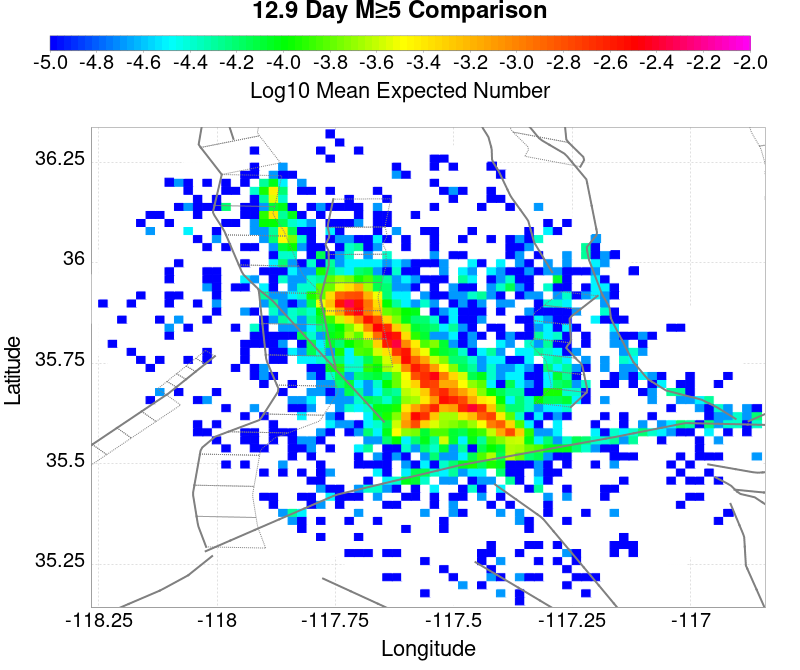 12.9 Day M≥5 Comparison
-5.0 -4.8 -4.6 -4.4 -4.2 -4.0 -3.8 -3.6 -3.4 -3.2 -3.0 -2.8 -2.6 -2.4 -2.2 -2.0
Log10 Mean Expected Number
36.25
36
35.75
35.5
35.25
Latitude
-118.25 -118 -117.75 -117.5 -117.25 -117
Longitude